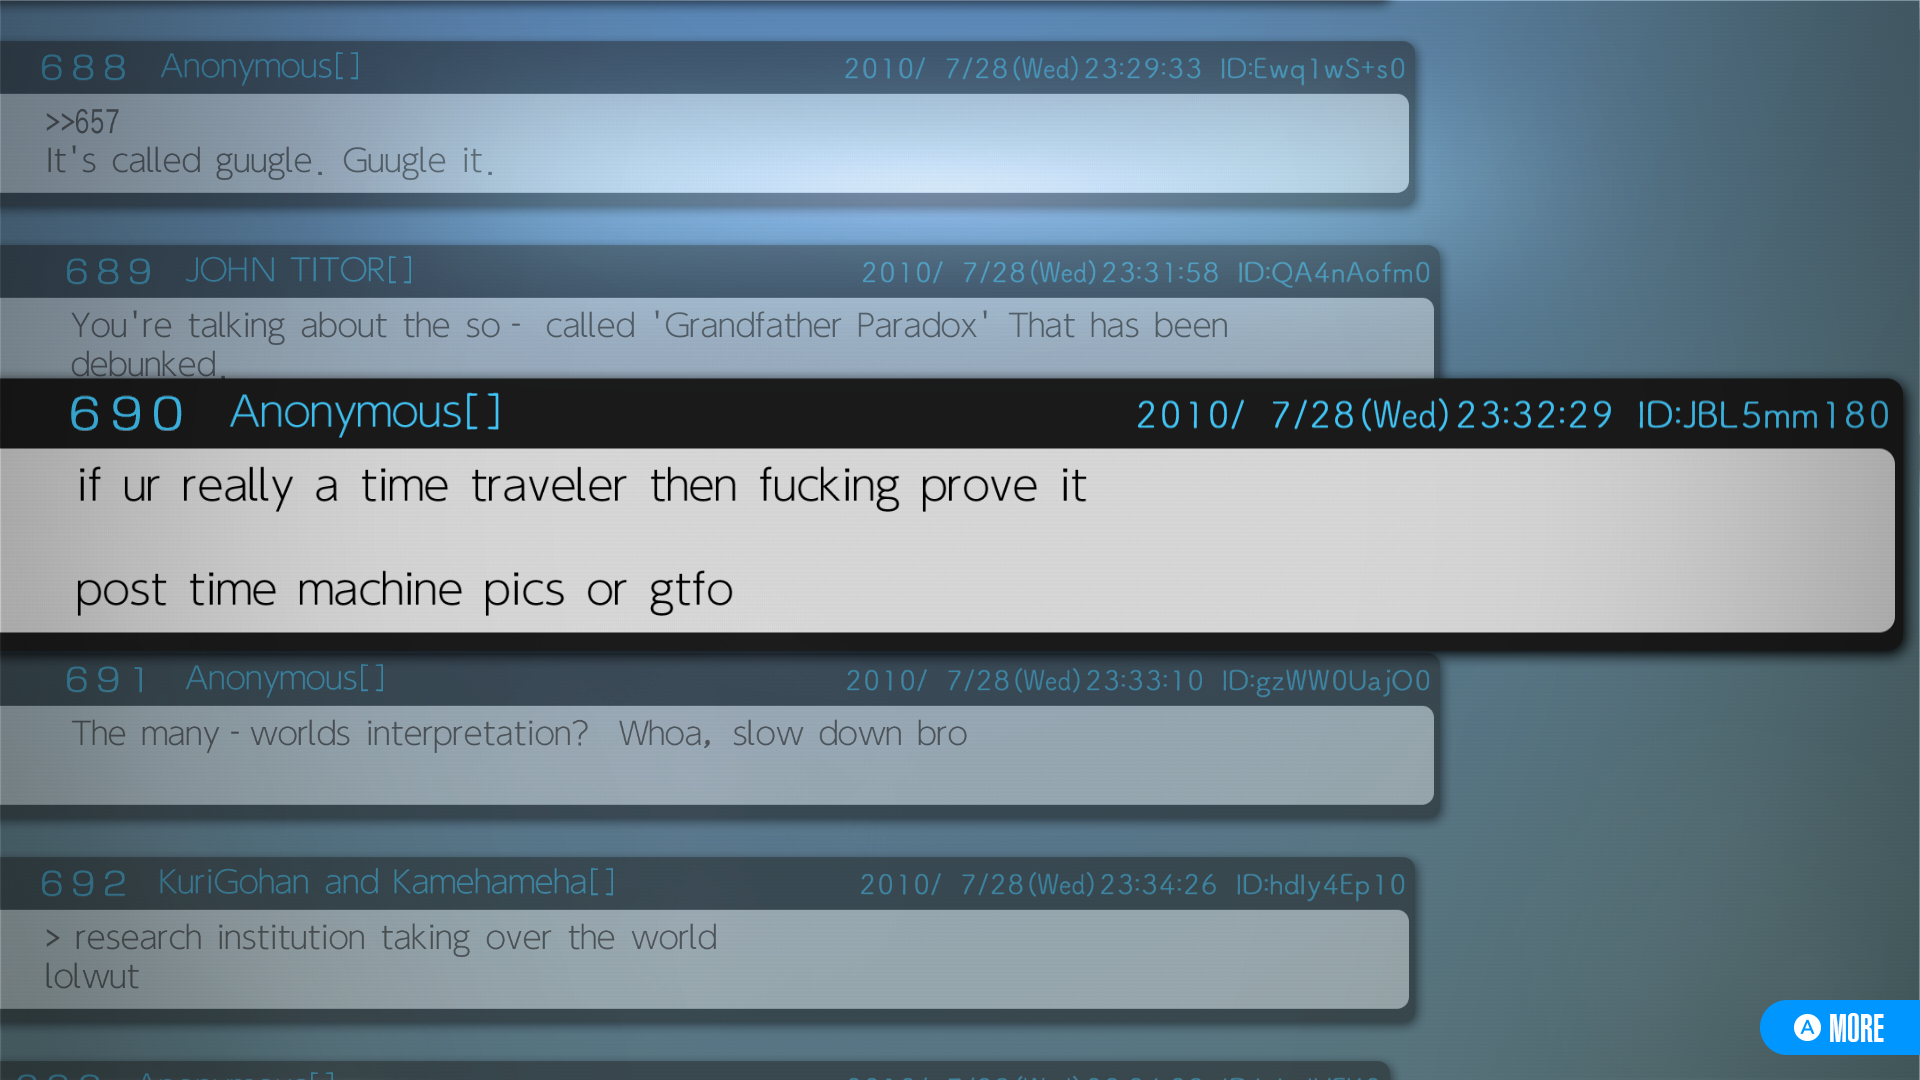 688 Anonymous[] 2010/ 7/28(Wed)23:29:33 ID:Ewq1wS+s0
>>657
It's called guugle. Guugle it.
689 JOHN TITOR[] 2010/ 7/28(Wed)23:31:58 ID:QA4nAofm0
You're talking about the so- called 'Grandfather Paradox' That has been
debunked.
690 Anonymous[] 2010/ 7/28(Wed)23:32:29 ID:JBL5mm180
if ur really a time traveler then fucking prove it
post time machine pics or gtfo
691 Anonymous[] 2010/ 7/28(Wed)23:33:10 ID:gzWW0UajO0
The many-worlds interpretation? Whoa, slow down bro
692 KuriGohan and Kamehameha[] 2010/ 7/28(Wed)23:34:26 ID:hdIy4Ep10
> research institution taking over the world
lolwut
Anonymous[]
A MORE